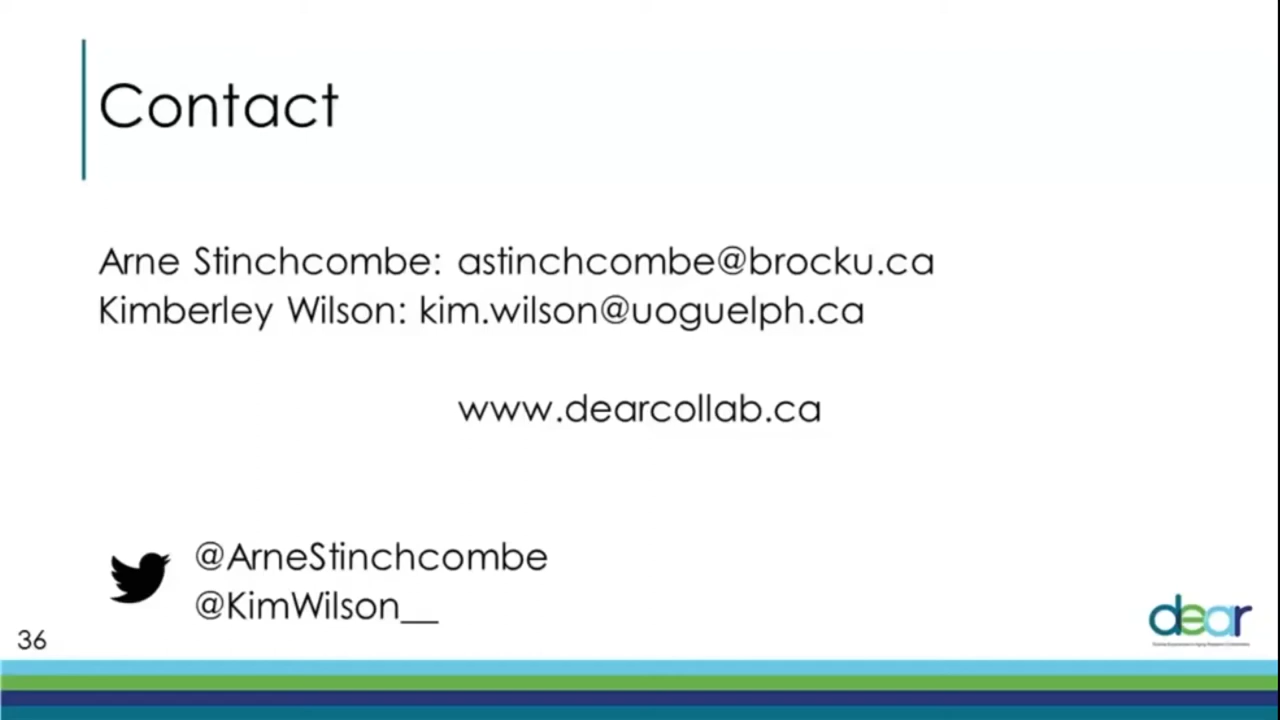 Contact
Arne Stinchcombe: astinchcombe@brocku.ca
Kimberley Wilson: kim.wilson@uoguelph.ca
www.dearcollab.ca
@ArneStinchcombe
@KimWilson__
36
dear